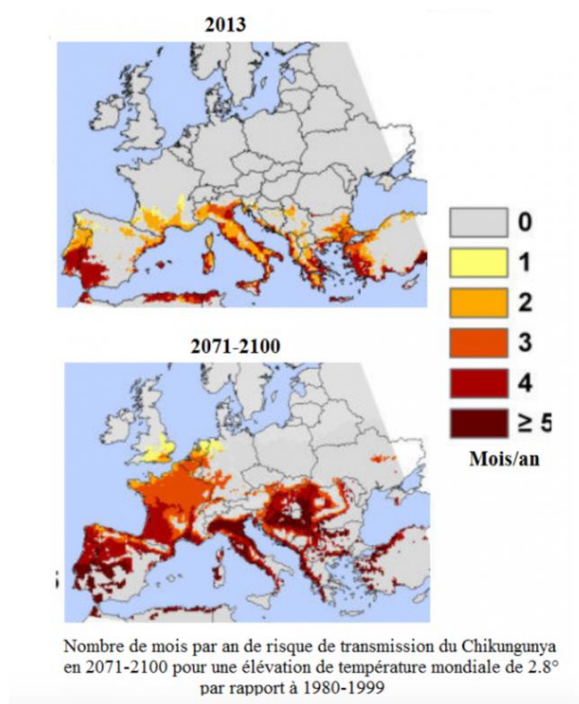 2013
0
1
2
3
4
≥ 5
Mois/an
2071-2100
Nombre de mois par an de risque de transmission du Chikungunya
en 2071-2100 pour une élévation de température mondiale de 2.8°
par rapport à 1980-1999